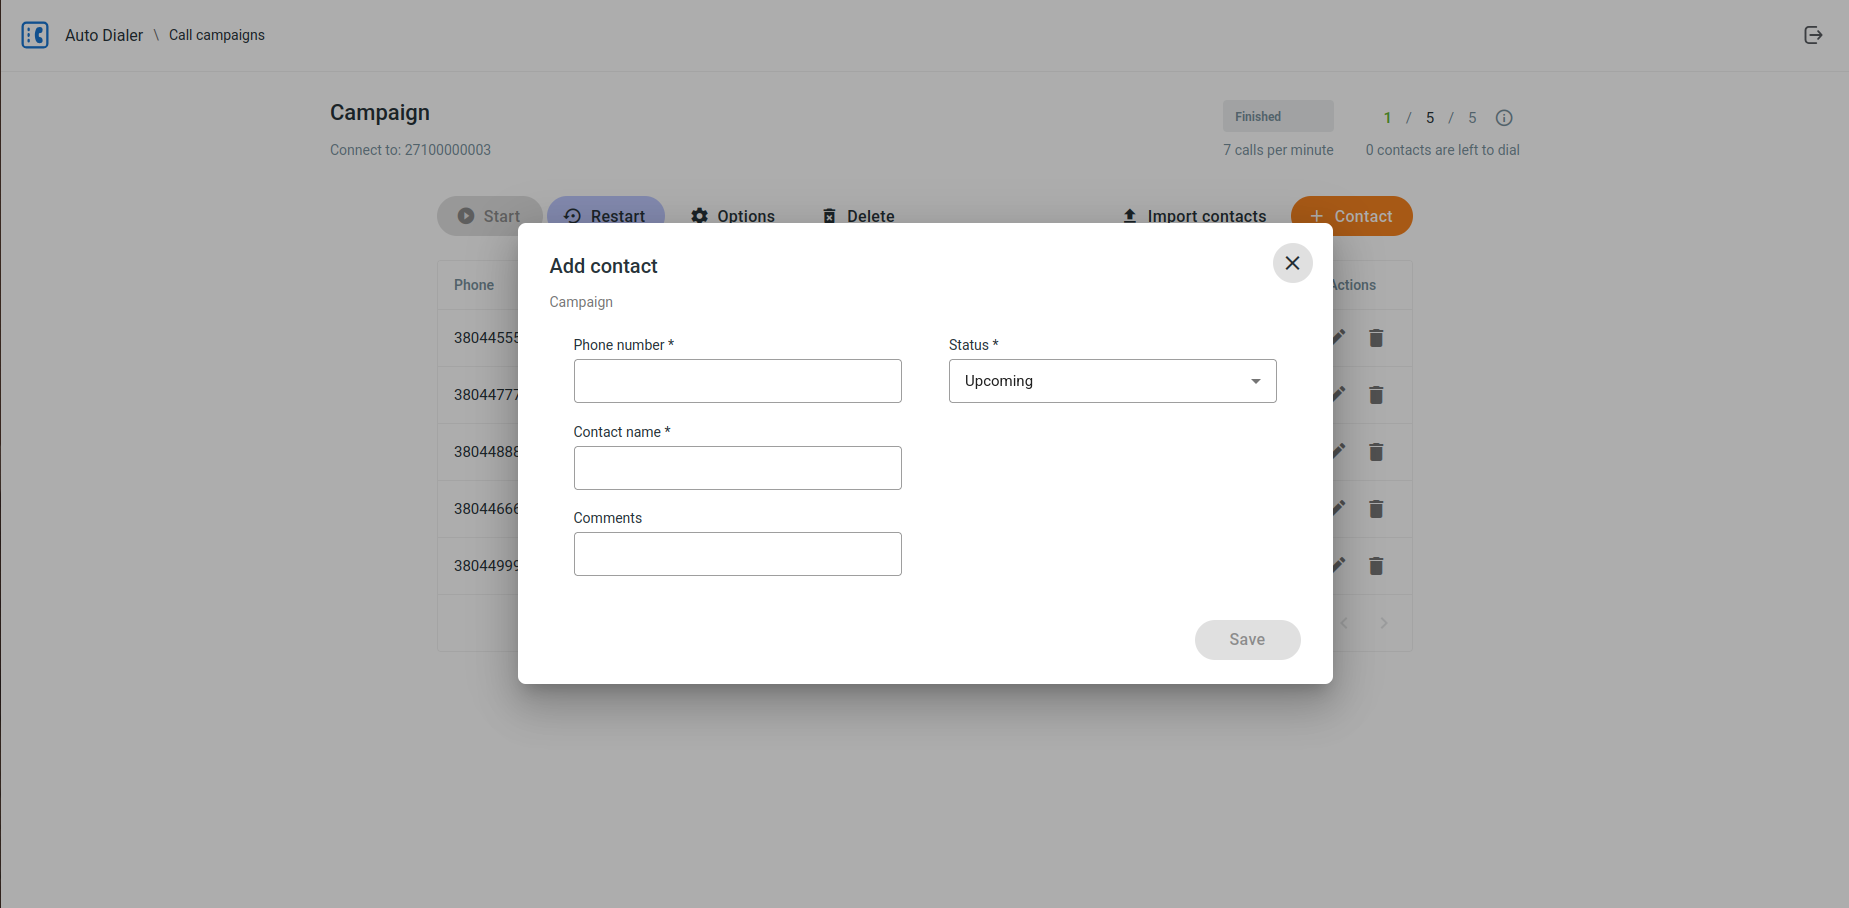 Auto Dialer \ Call campaigns
Campaign
Finished
1 / 5 / 5
Connect to: 27100000003
7 calls per minute
0 contacts are left to dial
Start
Restart
Options
Delete
Import contacts
+ Contact
Add contact
Campaign
Phone
Actions
Phone number *
Status *
Upcoming
Contact name *
Comments
Save
38044555
38044777
38044888
38044666
38044999